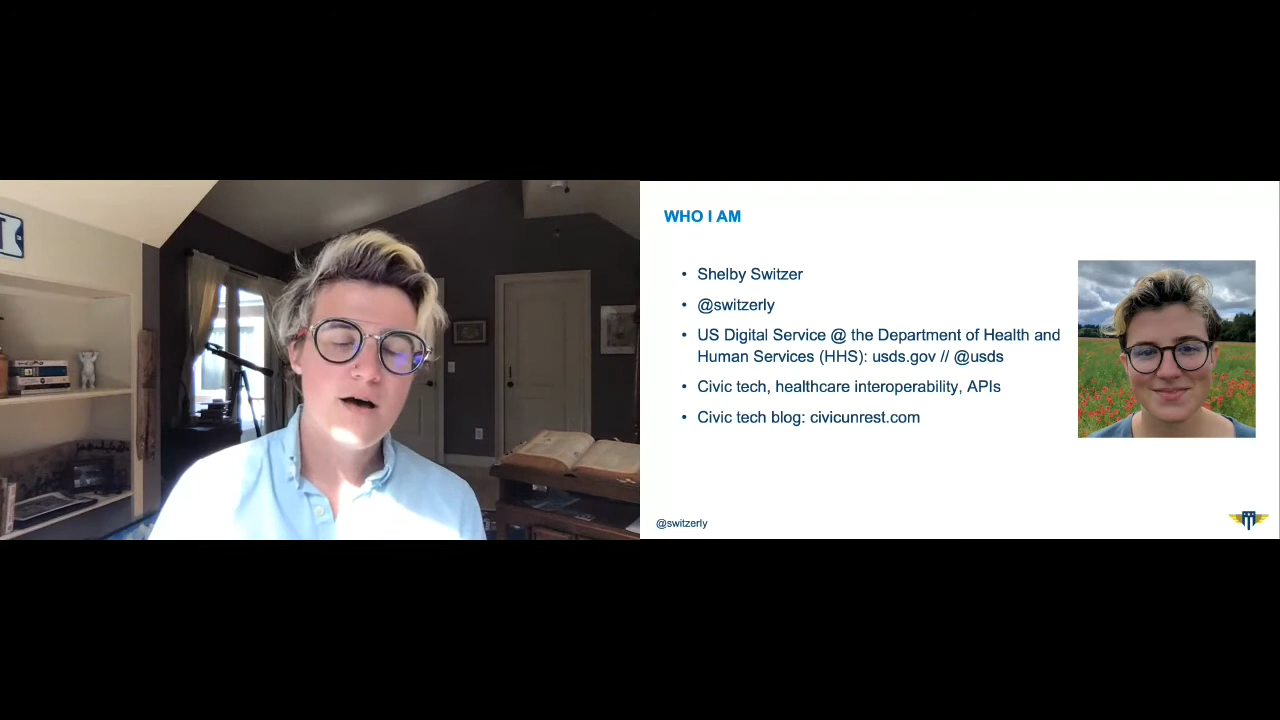 WHO I AM
• Shelby Switzer
• @switzerly
• US Digital Service @ the Department of Health and
Human Services (HHS): usds.gov // @usds
• Civic tech, healthcare interoperability, APIs
• Civic tech blog: civicunrest.com
@switzerly